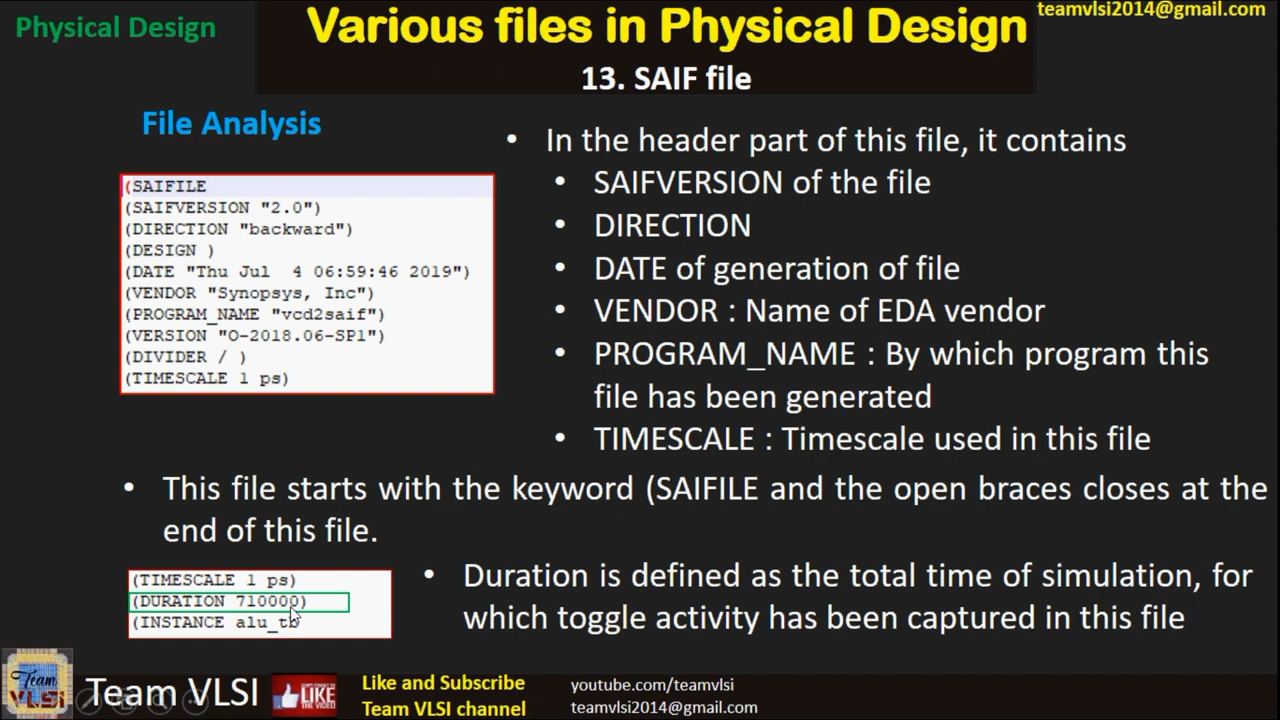 Physical Design
Various files in Physical Design
teamvlsi2014@gmail.com
13. SAIF file
File Analysis
(SAIFILE
(SAIFVERSION "2.0")
(DIRECTION "backward")
(DESIGN )
(DATE "Thu Jul  4 06:59:46 2019")
(VENDOR "Synopsys, Inc")
(PROGRAM_NAME "vcd2saif")
(VERSION "O-2018.06-SP1")
(DIVIDER / )
(TIMESCALE 1 ps)
• In the header part of this file, it contains
• SAIFVERSION of the file
• DIRECTION
• DATE of generation of file
• VENDOR : Name of EDA vendor
• PROGRAM_NAME : By which program this
file has been generated
• TIMESCALE : Timescale used in this file
• This file starts with the keyword (SAIFILE and the open braces closes at the
end of this file.
(TIMESCALE 1 ps)
(DURATION 710000)
(INSTANCE alu_tb
• Duration is defined as the total time of simulation, for
which toggle activity has been captured in this file
Team
VLSI
Team VLSI
LIKE
THE VIDEO
Like and Subscribe
Team VLSI channel
youtube.com/teamvlsi
teamvlsi2014@gmail.com